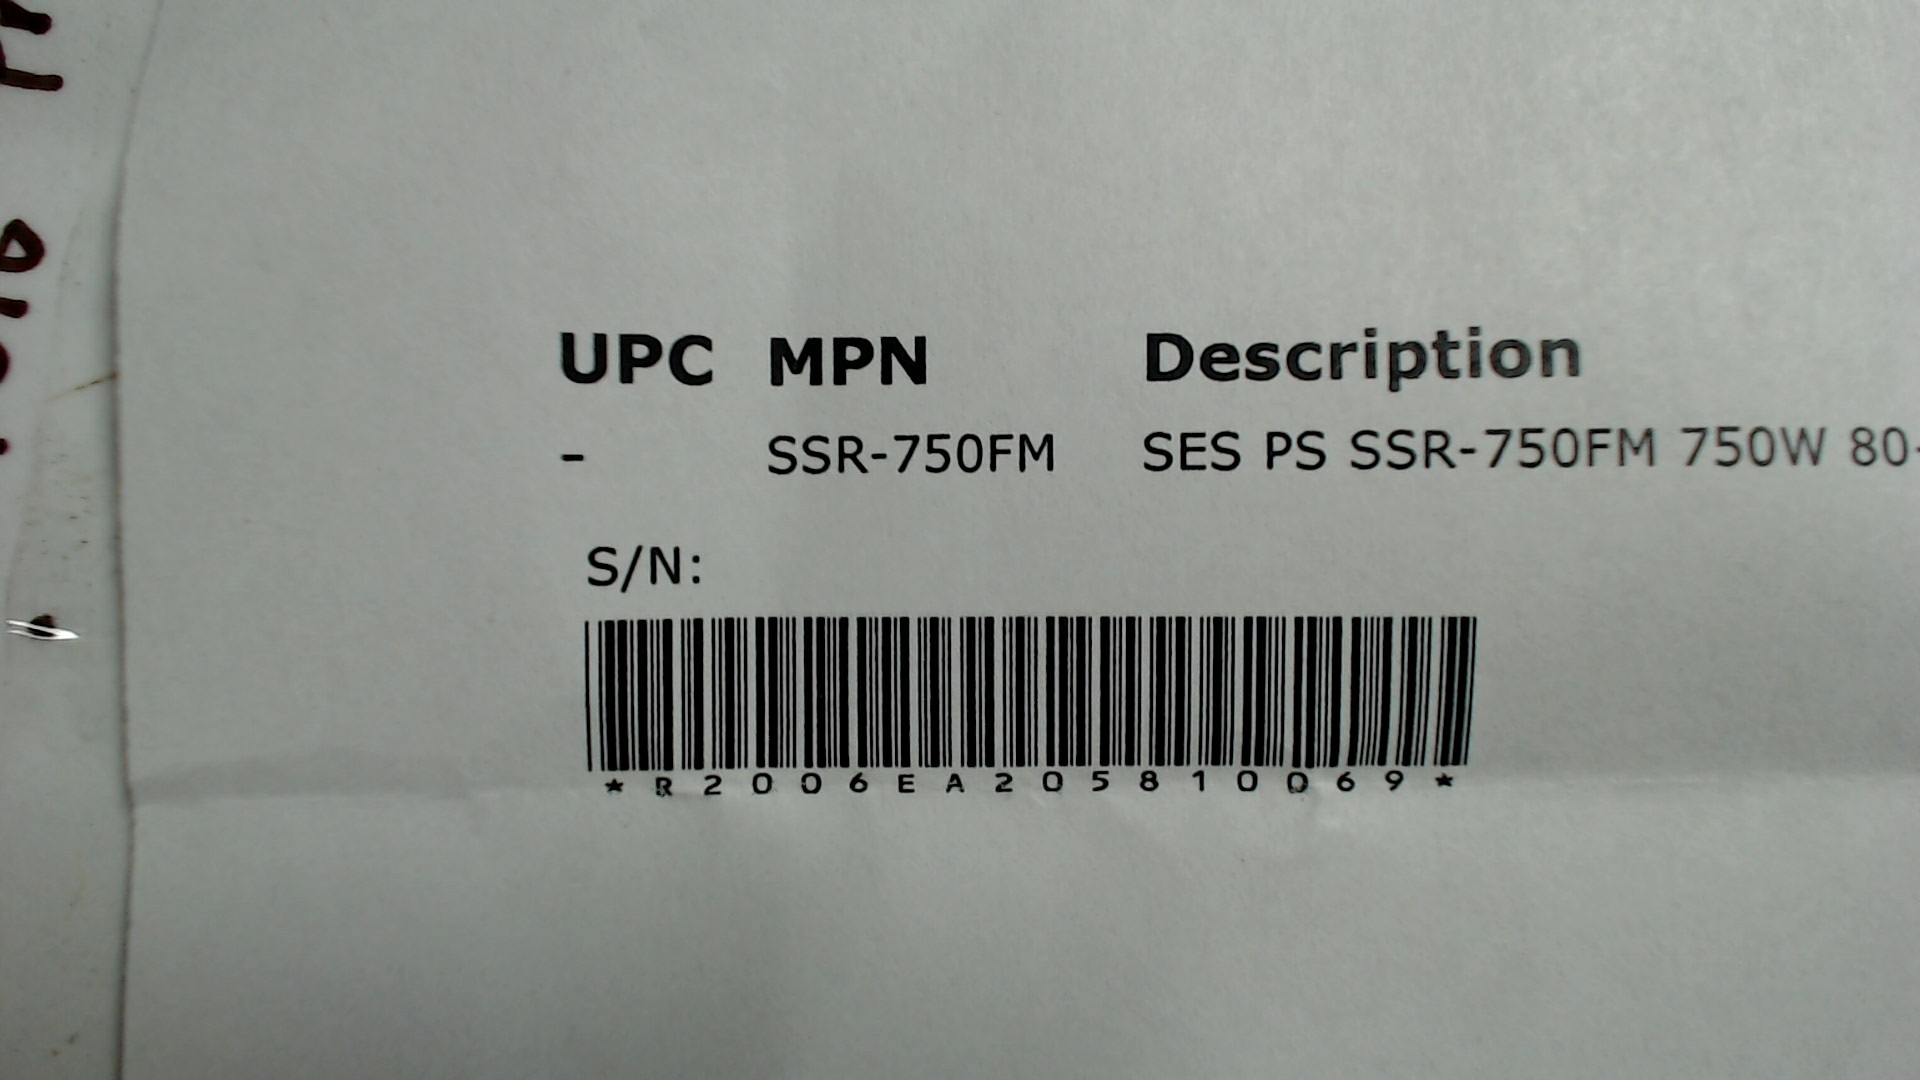 UPC MPN Description
- SSR-750FM SES PS SSR-750FM 750W 80-
S/N:
*R2006EA205810069*